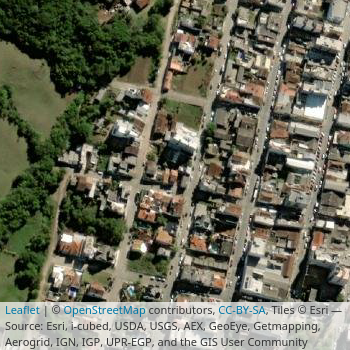 Leaflet | © OpenStreetMap contributors, CC-BY-SA, Tiles © Esri —
Source: Esri, i-cubed, USDA, USGS, AEX, GeoEye, Getmapping,
Aerogrid, IGN, IGP, UPR-EGP, and the GIS User Community